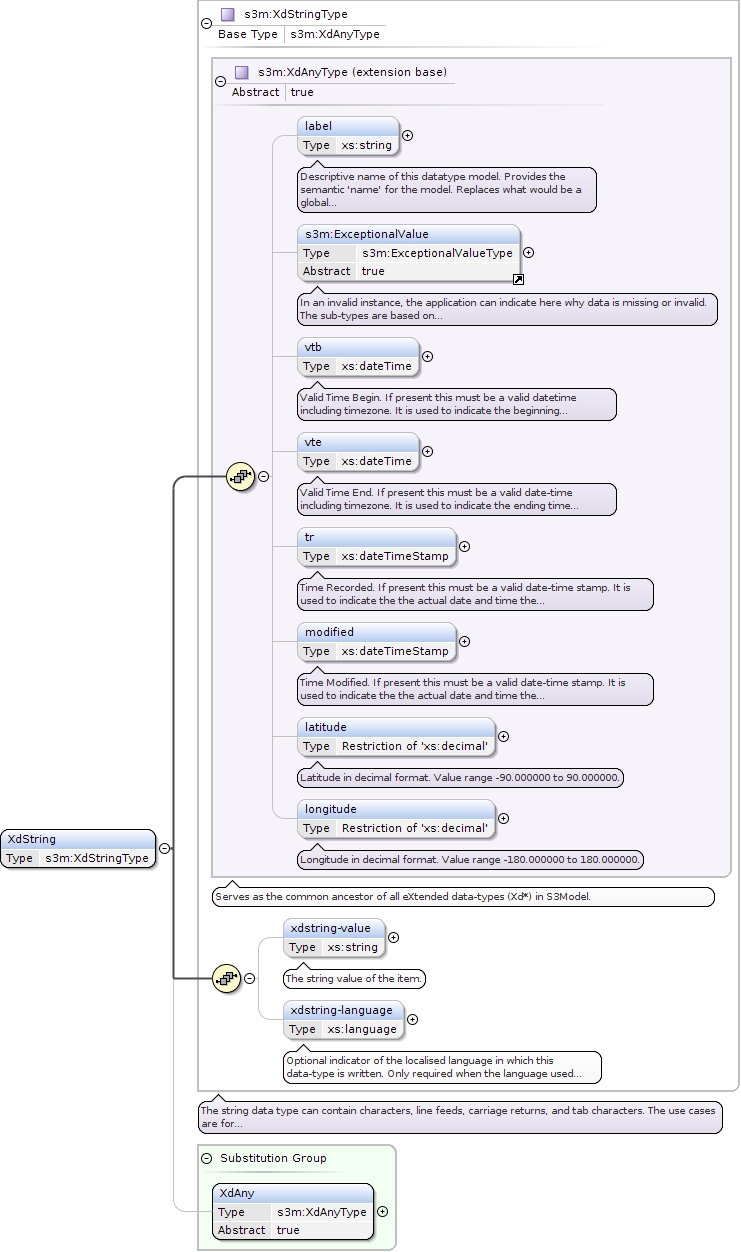 s3m:XdStringType
Base Type s3m:XdAnyType
s3m:XdAnyType (extension base)
Abstract true
label
Type xs:string
Descriptive name of this datatype model. Provides the
semantic 'name' for the model. Replaces what would be a
global...
s3m:ExceptionalValue
Type s3m:ExceptionalValueType
Abstract true
In an invalid instance, the application can indicate here why data is missing or invalid.
The sub-types are based on...
vtb
Type xs:dateTime
Valid Time Begin. If present this must be a valid datetime
including timezone. It is used to indicate the beginning...
vte
Type xs:dateTime
Valid Time End. If present this must be a valid date-time
including timezone. It is used to indicate the ending time...
tr
Type xs:dateTimeStamp
Time Recorded. If present this must be a valid date-time stamp. It is
used to indicate the the actual date and time the...
modified
Type xs:dateTimeStamp
Time Modified. If present this must be a valid date-time stamp. It is
used to indicate the the actual date and time the...
latitude
Type Restriction of 'xs:decimal'
Latitude in decimal format. Value range -90.000000 to 90.000000.
longitude
Type Restriction of 'xs:decimal'
Longitude in decimal format. Value range -180.000000 to 180.000000.
XdString
Type s3m:XdStringType
Serves as the common ancestor of all eXtended data-types (Xd*) in S3Model.
xdstring-value
Type xs:string
The string value of the item.
xdstring-language
Type xs:language
Optional indicator of the localised language in which this
data-type is written. Only required when the language used...
The string data type can contain characters, line feeds, carriage returns, and tab characters. The use cases
are for...
Substitution Group
XdAny
Type s3m:XdAnyType
Abstract true